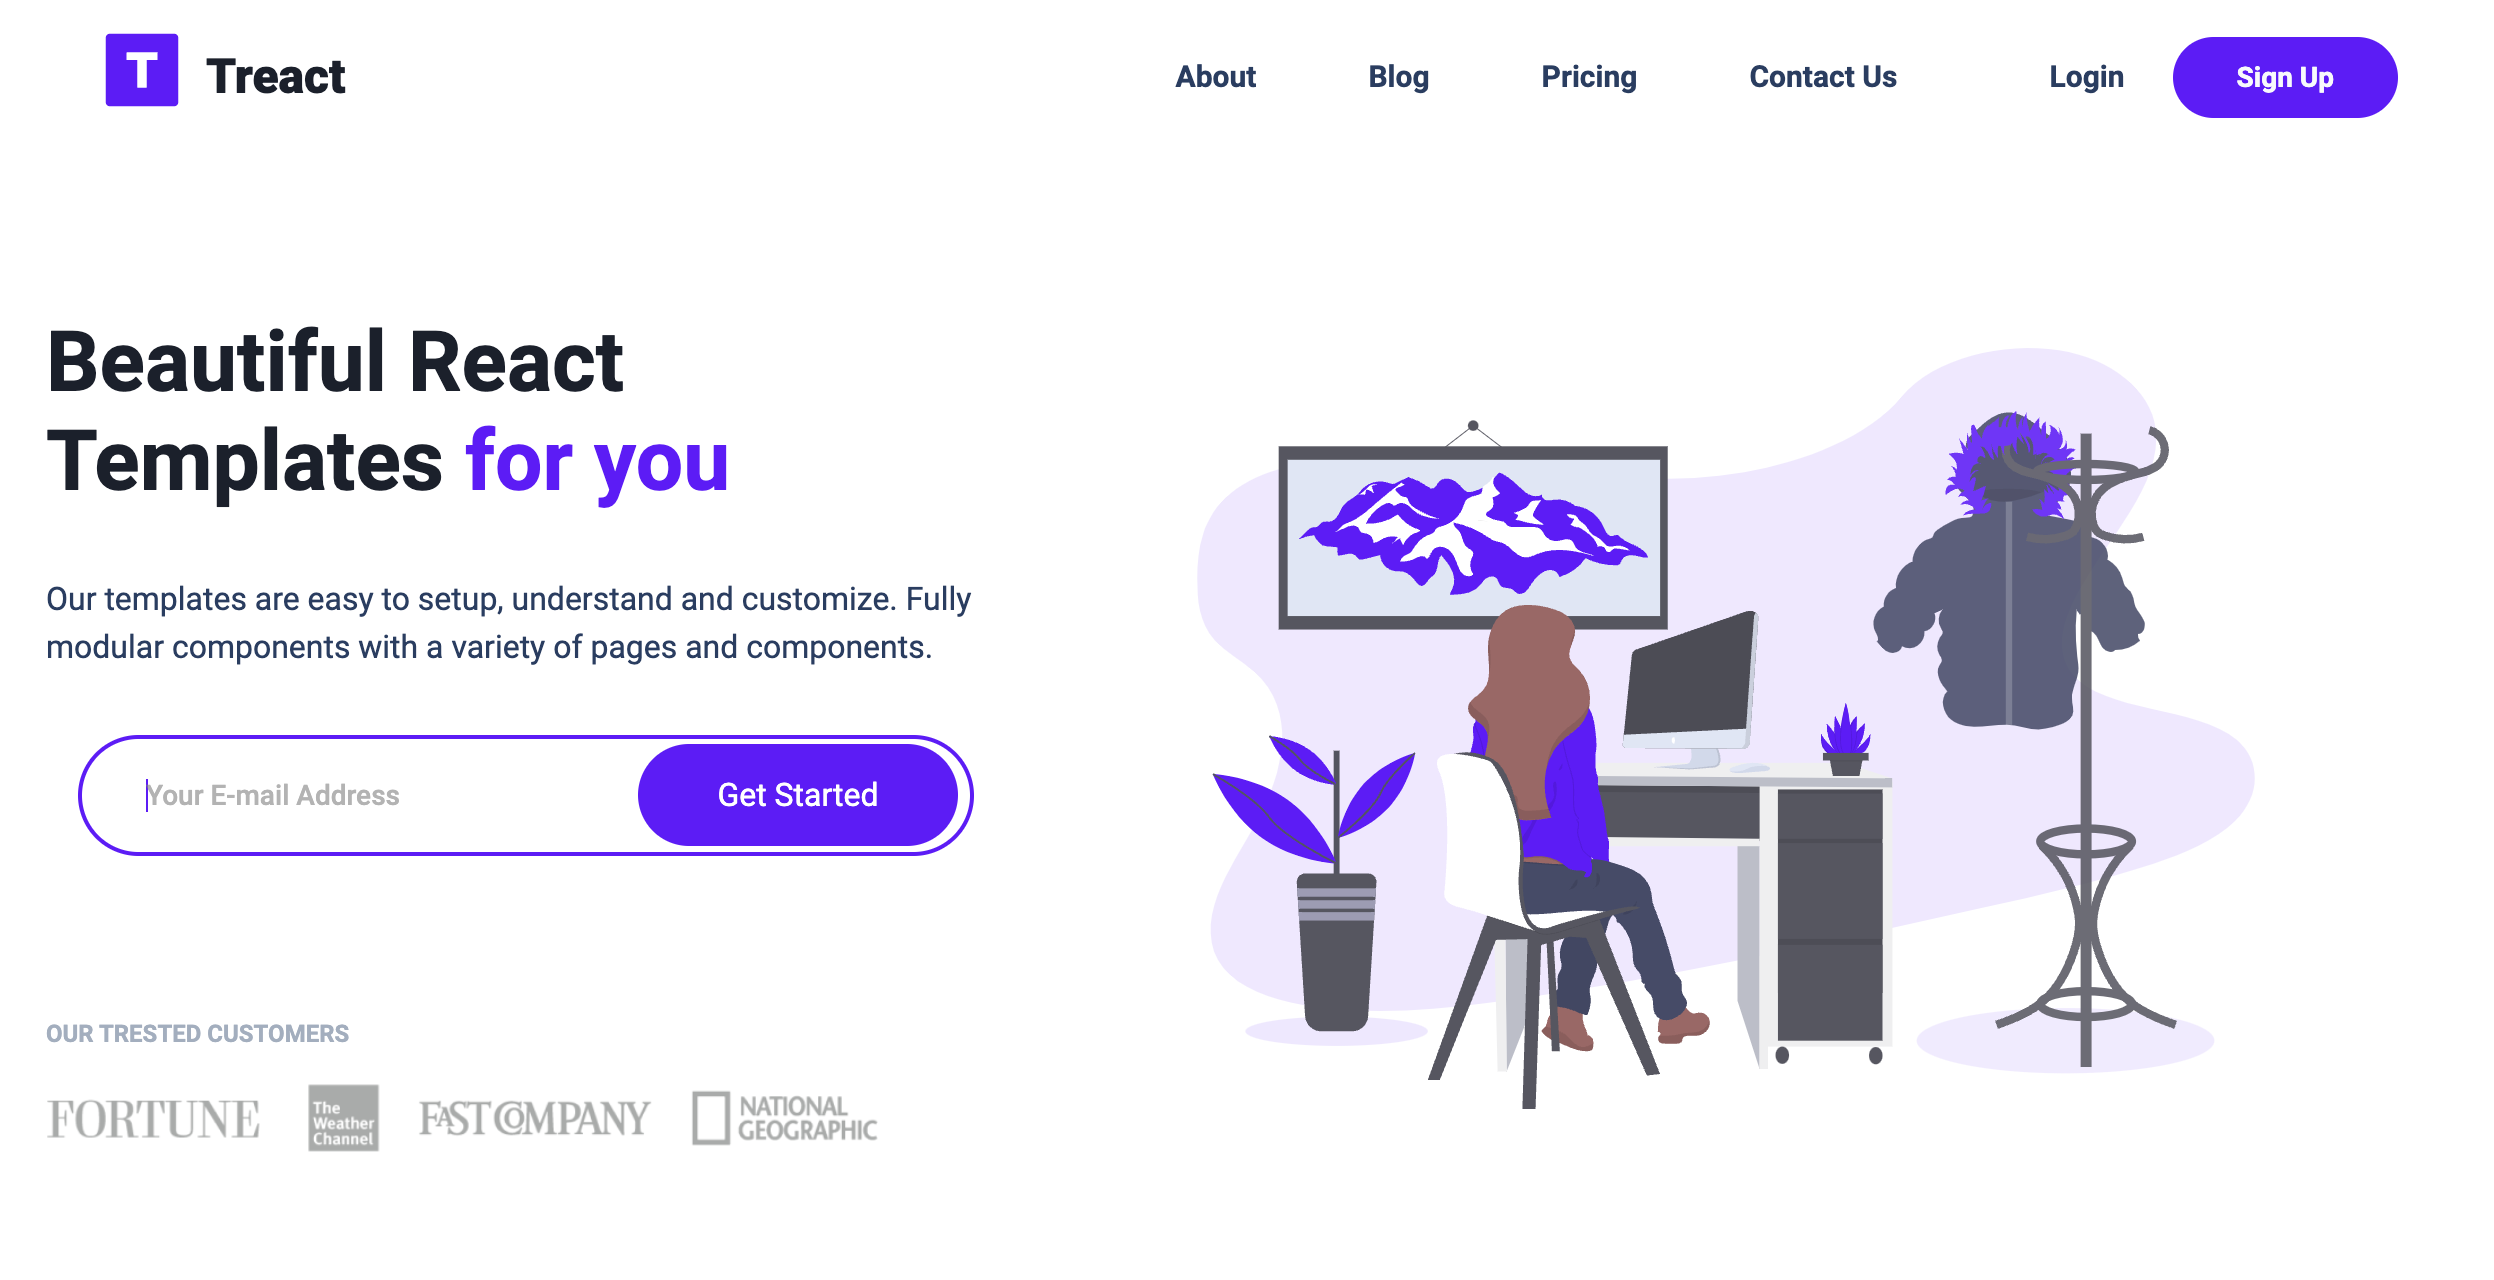 T Treact
About Blog Pricing Contact Us Login Sign Up
Beautiful React
Templates for you
Our templates are easy to setup, understand and customize. Fully
modular components with a variety of pages and components.
Your E-mail Address
Get Started
OUR TRESTED CUSTOMERS
FORTUNE
The
Weather
Channel
FAST COMPANY
NATIONAL
GEOGRAPHIC